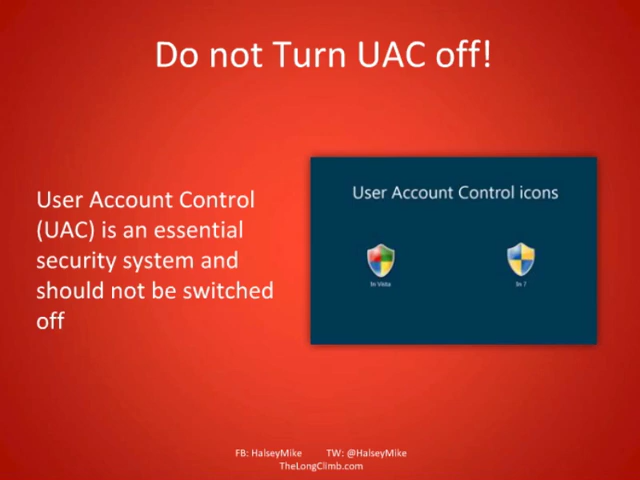 Do not Turn UAC off!
User Account Control
(UAC) is an essential
security system and
should not be switched
off
User Account Control icons
In Vista
In 7
FB: HalseyMike TW: @HalseyMike
TheLongClimb.com